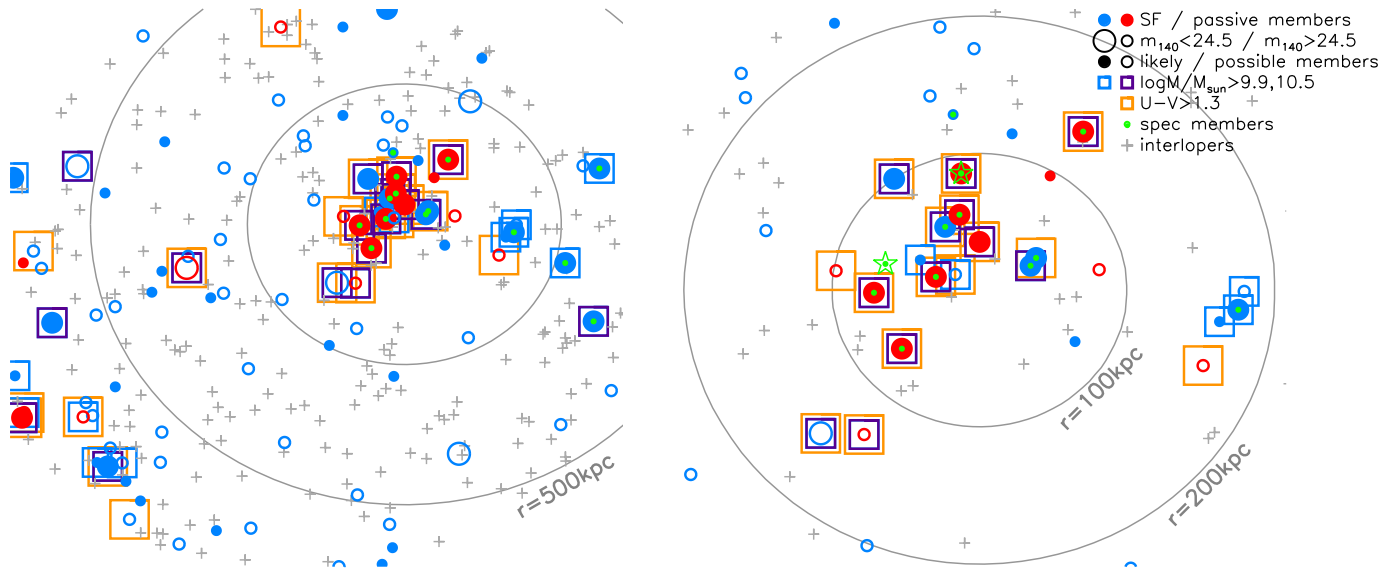 SF / passive members
m₁₄₀<24.5 / m₁₄₀>24.5
likely / possible members
logM/Mₛᵤₙ>9.9,10.5
U-V>1.3
spec members
interlopers
r=100kpc
r=500kpc
r=200kpc